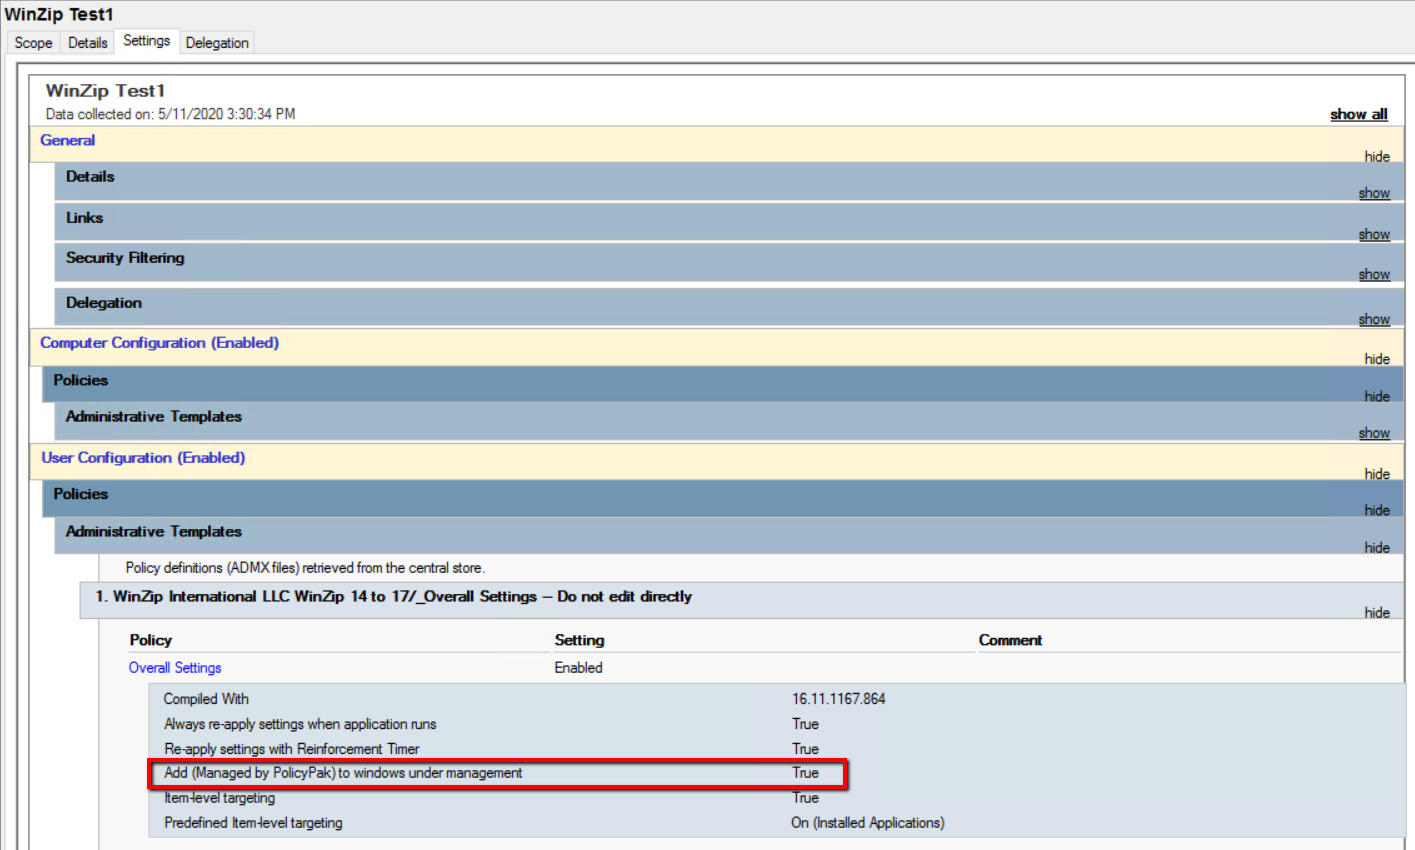 WinZip Test1
Scope Details Settings Delegation
WinZip Test1
Data collected on: 5/11/2020 3:30:34 PM
show all
General
hide
Details
show
Links
show
Security Filtering
show
Delegation
show
Computer Configuration (Enabled)
hide
Policies
hide
Administrative Templates
show
User Configuration (Enabled)
hide
Policies
hide
Administrative Templates
hide
Policy definitions (ADMX files) retrieved from the central store.
1. WinZip International LLC WinZip 14 to 17/_Overall Settings – Do not edit directly
hide
Policy Setting Comment
Overall Settings Enabled
Compiled With 16.11.1167.864
Always re-apply settings when application runs True
Re-apply settings with Reinforcement Timer True
Add (Managed by PolicyPak) to windows under management True
Item-level targeting True
Predefined Item-level targeting On (Installed Applications)